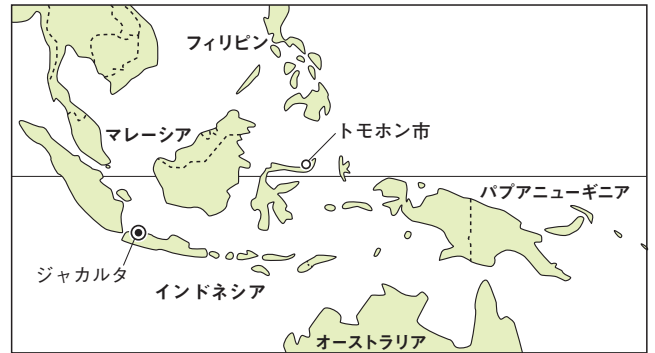 フィリピン
トモホン市
マレーシア
パプアニューギニア
ジャカルタ
インドネシア
オーストラリア